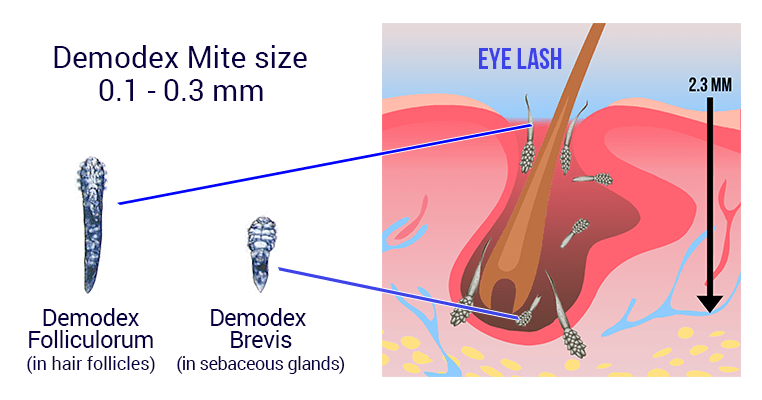 Demodex Mite size
0.1 - 0.3 mm
EYE LASH
2.3 MM
Demodex
Folliculorum
(in hair follicles)
Demodex
Brevis
(in sebaceous glands)